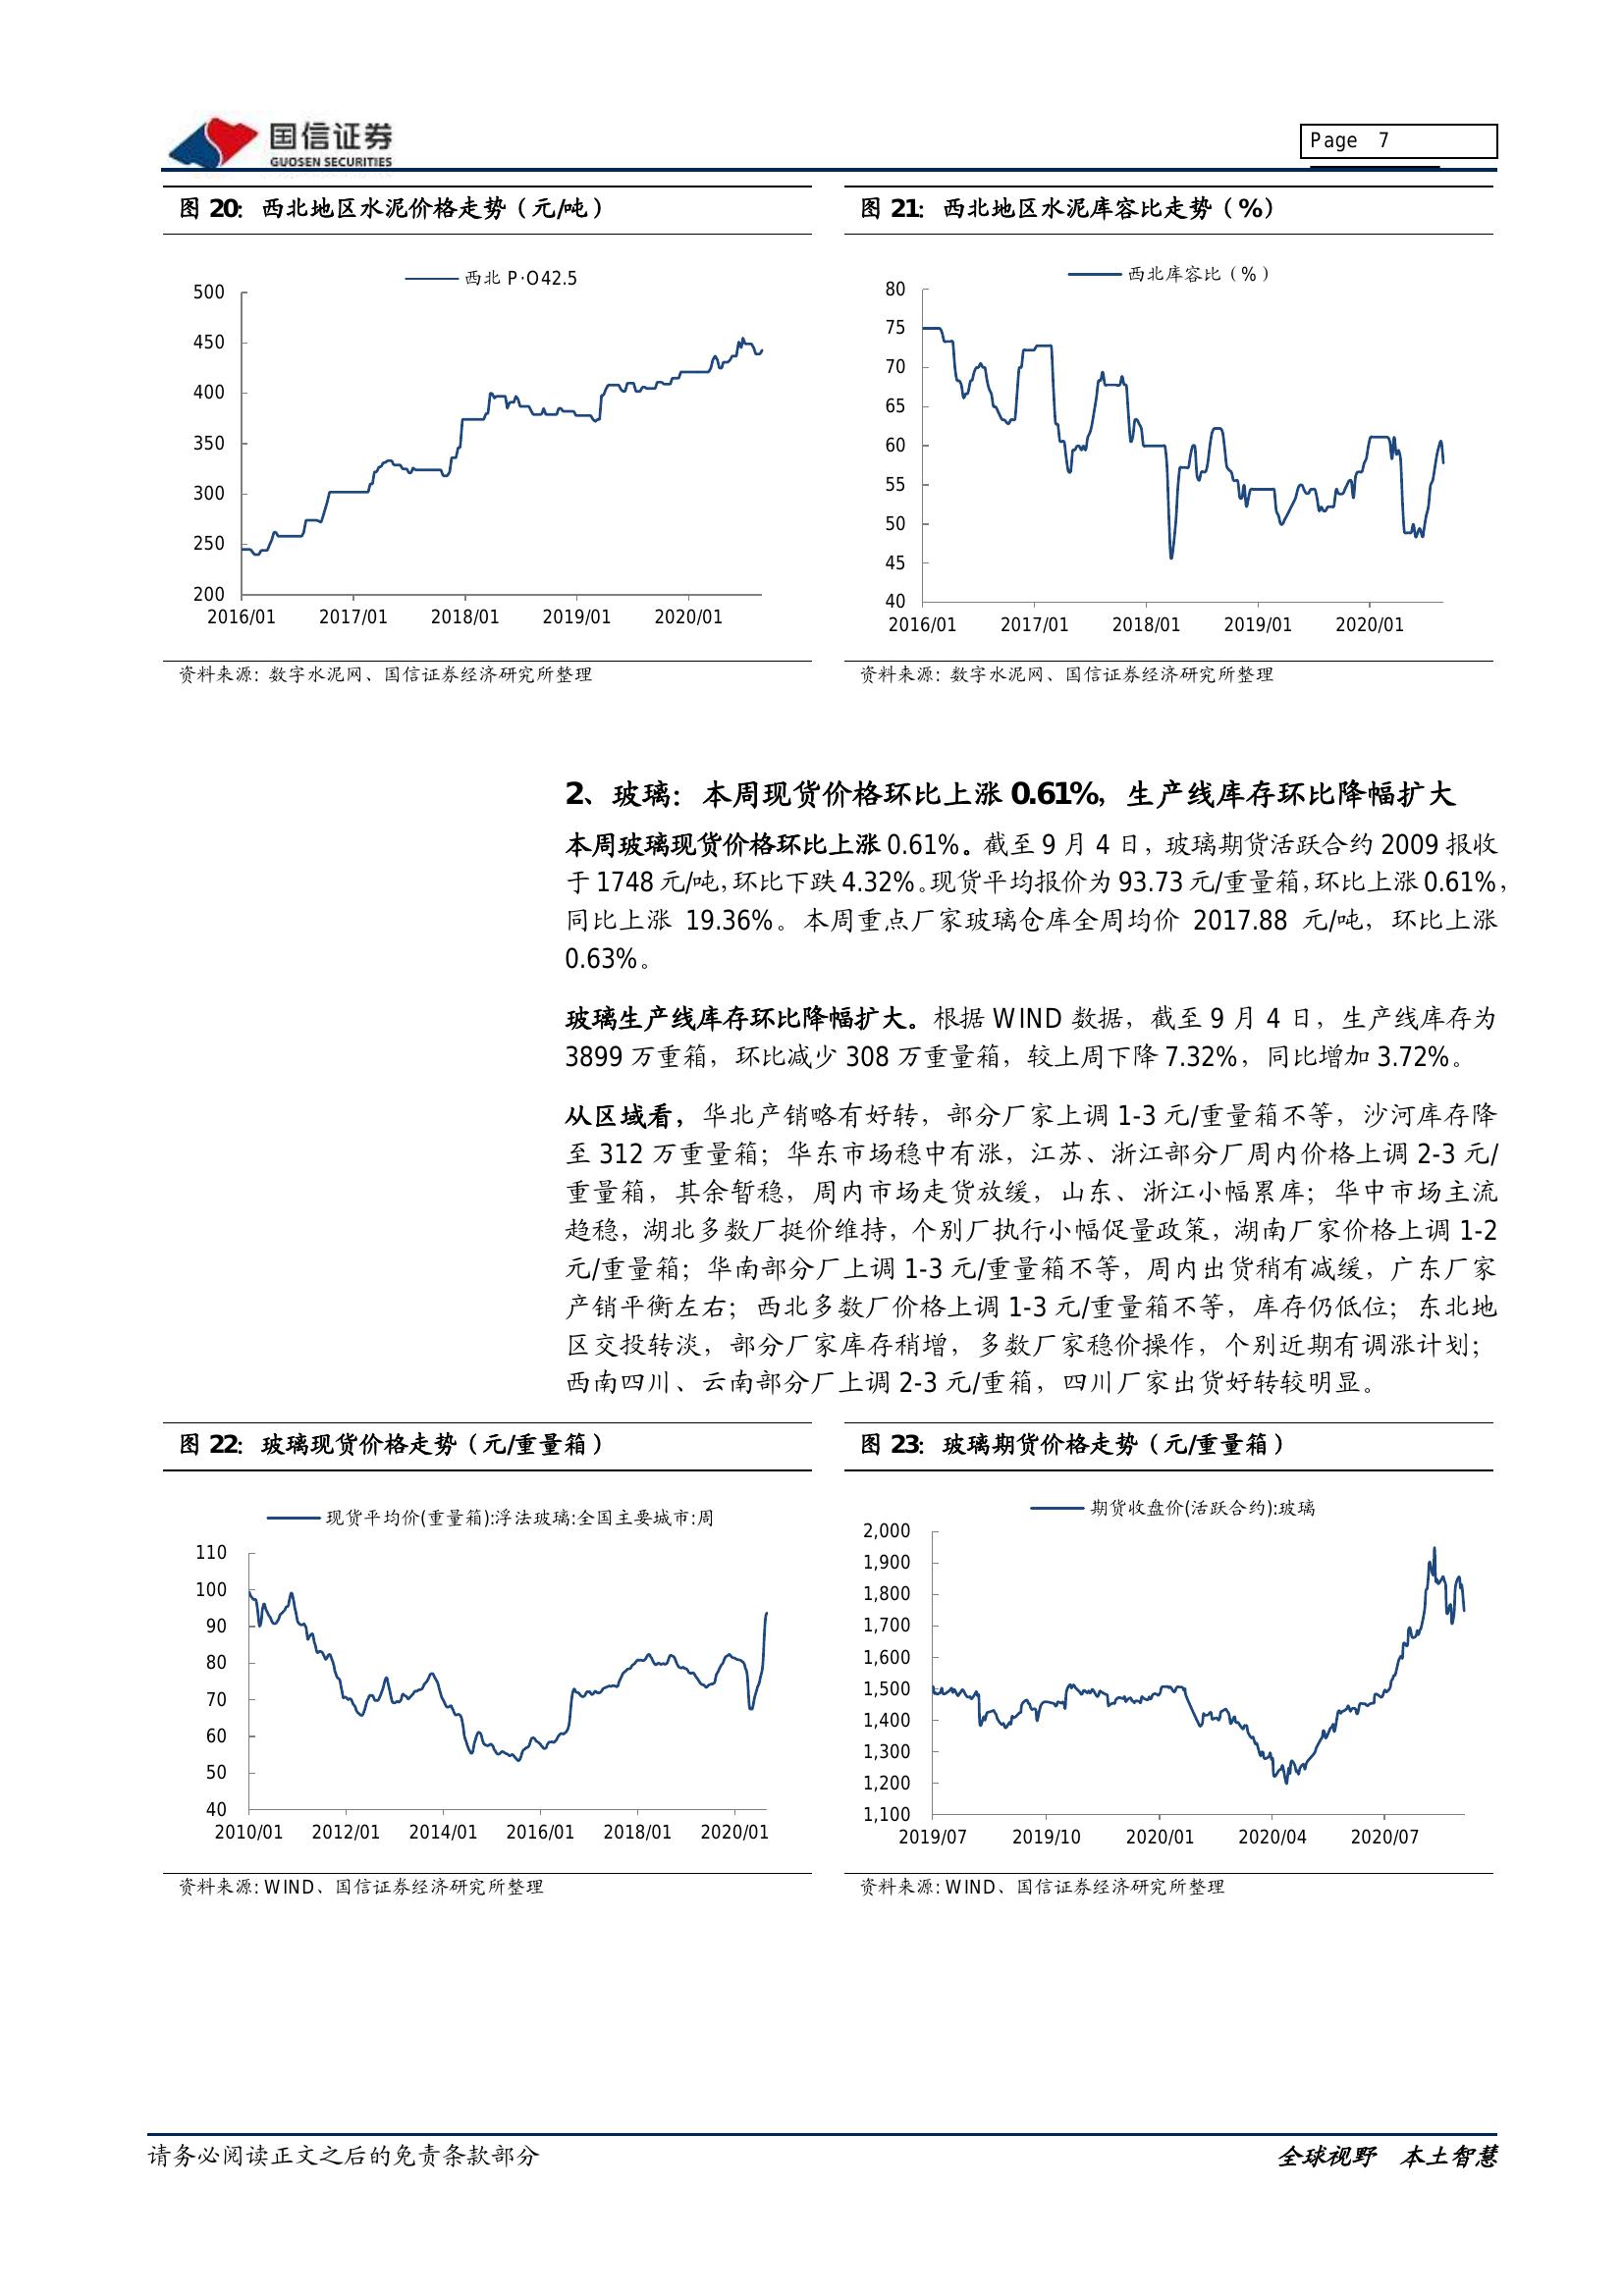 国信证券
GUOSEN SECURITIES
Page 7
图 20：西北地区水泥价格走势（元/吨）
西北 P·O42.5
500
450
400
350
300
250
200
2016/01 2017/01 2018/01 2019/01 2020/01
资料来源：数字水泥网、国信证券经济研究所整理
图 21：西北地区水泥库容比走势（%）
西北库容比（%）
80
75
70
65
60
55
50
45
40
2016/01 2017/01 2018/01 2019/01 2020/01
资料来源：数字水泥网、国信证券经济研究所整理
2、玻璃：本周现货价格环比上涨 0.61%，生产线库存环比降幅扩大
本周玻璃现货价格环比上涨 0.61%。截至 9 月 4 日，玻璃期货活跃合约 2009 报收
于 1748 元/吨，环比下跌 4.32%。现货平均报价为 93.73 元/重量箱，环比上涨 0.61%，
同比上涨 19.36%。本周重点厂家玻璃仓库全周均价 2017.88 元/吨，环比上涨
0.63%。
玻璃生产线库存环比降幅扩大。根据 WIND 数据，截至 9 月 4 日，生产线库存为
3899 万重箱，环比减少 308 万重量箱，较上周下降 7.32%，同比增加 3.72%。
从区域看，华北产销略有好转，部分厂家上调 1-3 元/重量箱不等，沙河库存降
至 312 万重量箱；华东市场稳中有涨，江苏、浙江部分厂周内价格上调 2-3 元/
重量箱，其余暂稳，周内市场走货放缓，山东、浙江小幅累库；华中市场主流
趋稳，湖北多数厂挺价维持，个别厂执行小幅促量政策，湖南厂家价格上调 1-2
元/重量箱；华南部分厂上调 1-3 元/重量箱不等，周内出货稍有减缓，广东厂家
产销平衡左右；西北多数厂价格上调 1-3 元/重量箱不等，库存仍低位；东北地
区交投转淡，部分厂家库存稍增，多数厂家稳价操作，个别近期有调涨计划；
西南四川、云南部分厂上调 2-3 元/重箱，四川厂家出货好转较明显。
图 22：玻璃现货价格走势（元/重量箱）
现货平均价(重量箱):浮法玻璃:全国主要城市:周
110
100
90
80
70
60
50
40
2010/01 2012/01 2014/01 2016/01 2018/01 2020/01
资料来源: WIND、国信证券经济研究所整理
图 23：玻璃期货价格走势（元/重量箱）
期货收盘价(活跃合约):玻璃
2,000
1,900
1,800
1,700
1,600
1,500
1,400
1,300
1,200
1,100
2019/07 2019/10 2020/01 2020/04 2020/07
资料来源: WIND、国信证券经济研究所整理
请务必阅读正文之后的免责条款部分
全球视野 本土智慧